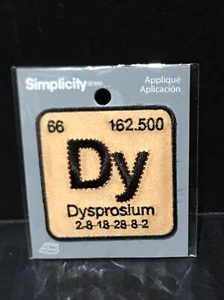 Simplicity
Appliqué
Aplicación
66 162.500
Dy
Dysprosium
2-8-18-28-8-2